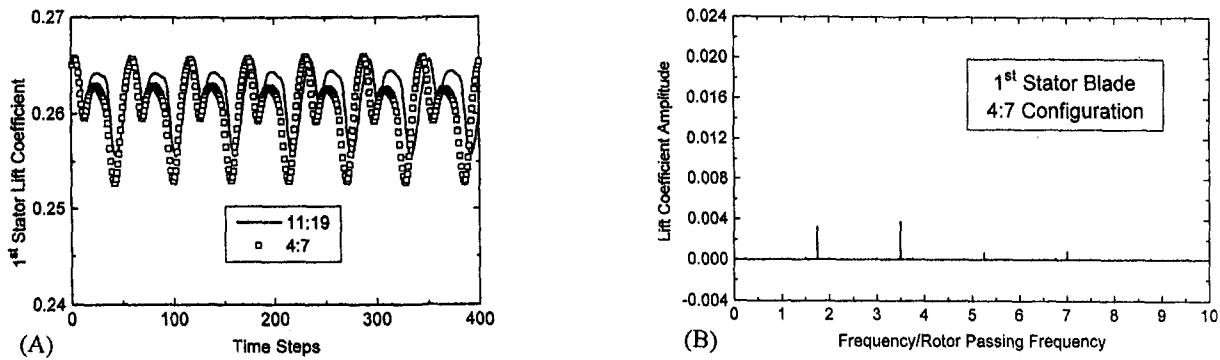 0.27
0.26
0.25
0.24
1st Stator Lift Coefficient
11:19
4:7
0 100 200 300 400
Time Steps
(A)
0.024
0.020
0.016
0.012
0.008
0.004
0.000
-0.004
Lift Coefficient Amplitude
1st Stator Blade
4:7 Configuration
0 1 2 3 4 5 6 7 8 9 10
Frequency/Rotor Passing Frequency
(B)